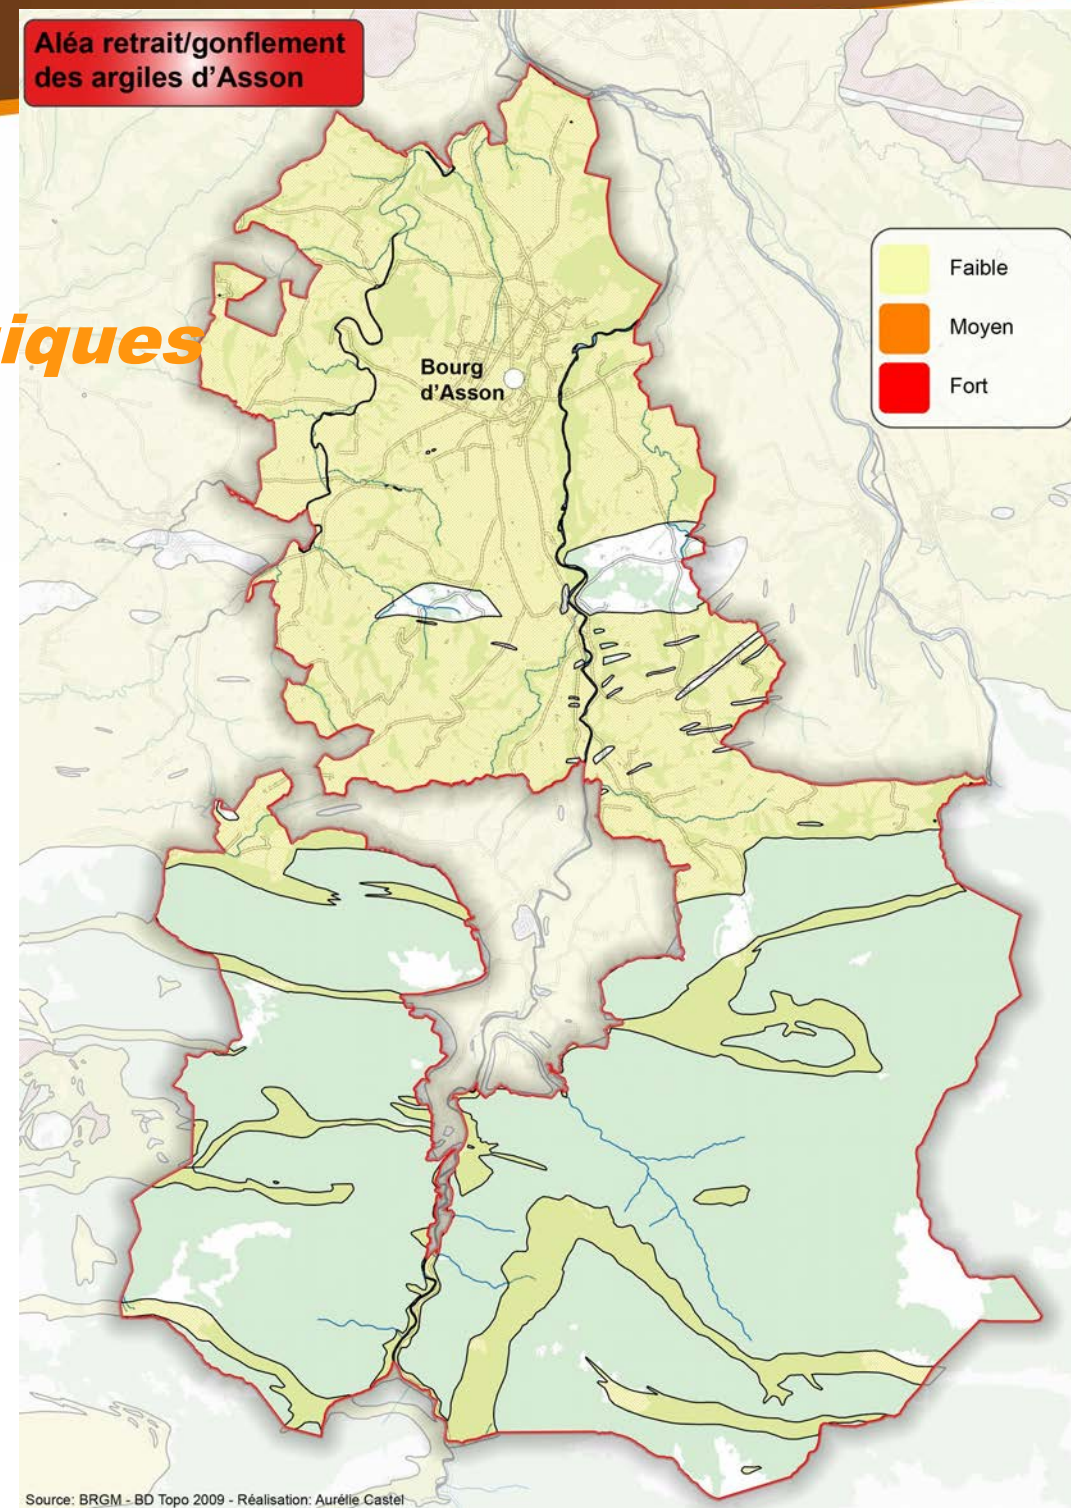 Aléa retrait/gonflement
des argiles d'Asson
Faible
iques
Moyen
Bourg
d'Asson
Fort
Source: BRGM - BD Topo 2009 - Réalisation: Aurélie Castel